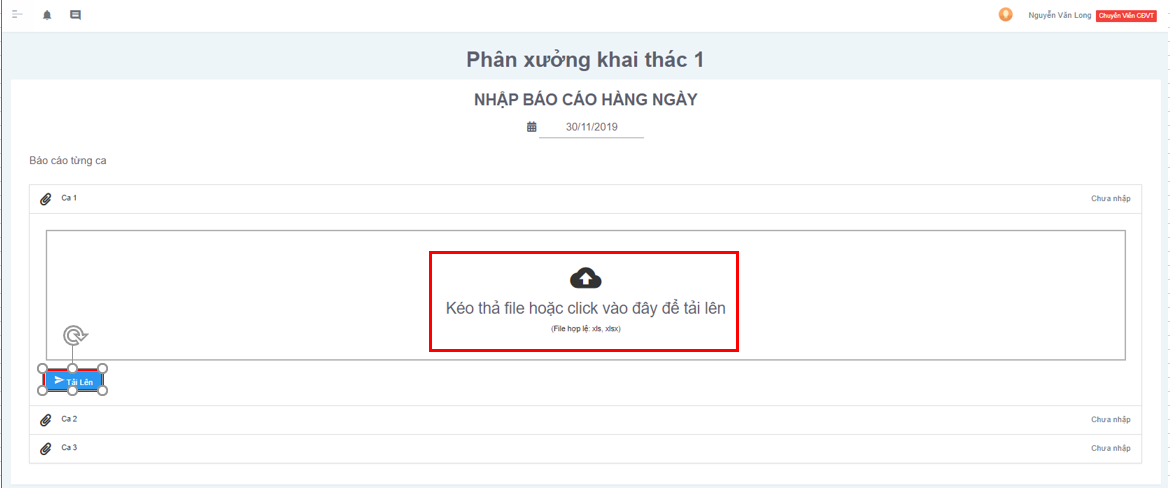 Nguyễn Văn Long Chuyên Viên CĐVT
Phân xưởng khai thác 1
NHẬP BÁO CÁO HÀNG NGÀY
30/11/2019
Báo cáo từng ca
Ca 1 Chưa nhập
Kéo thả file hoặc click vào đây để tải lên
(File hợp lệ: xls, xlsx)
Tải Lên
Ca 2 Chưa nhập
Ca 3 Chưa nhập